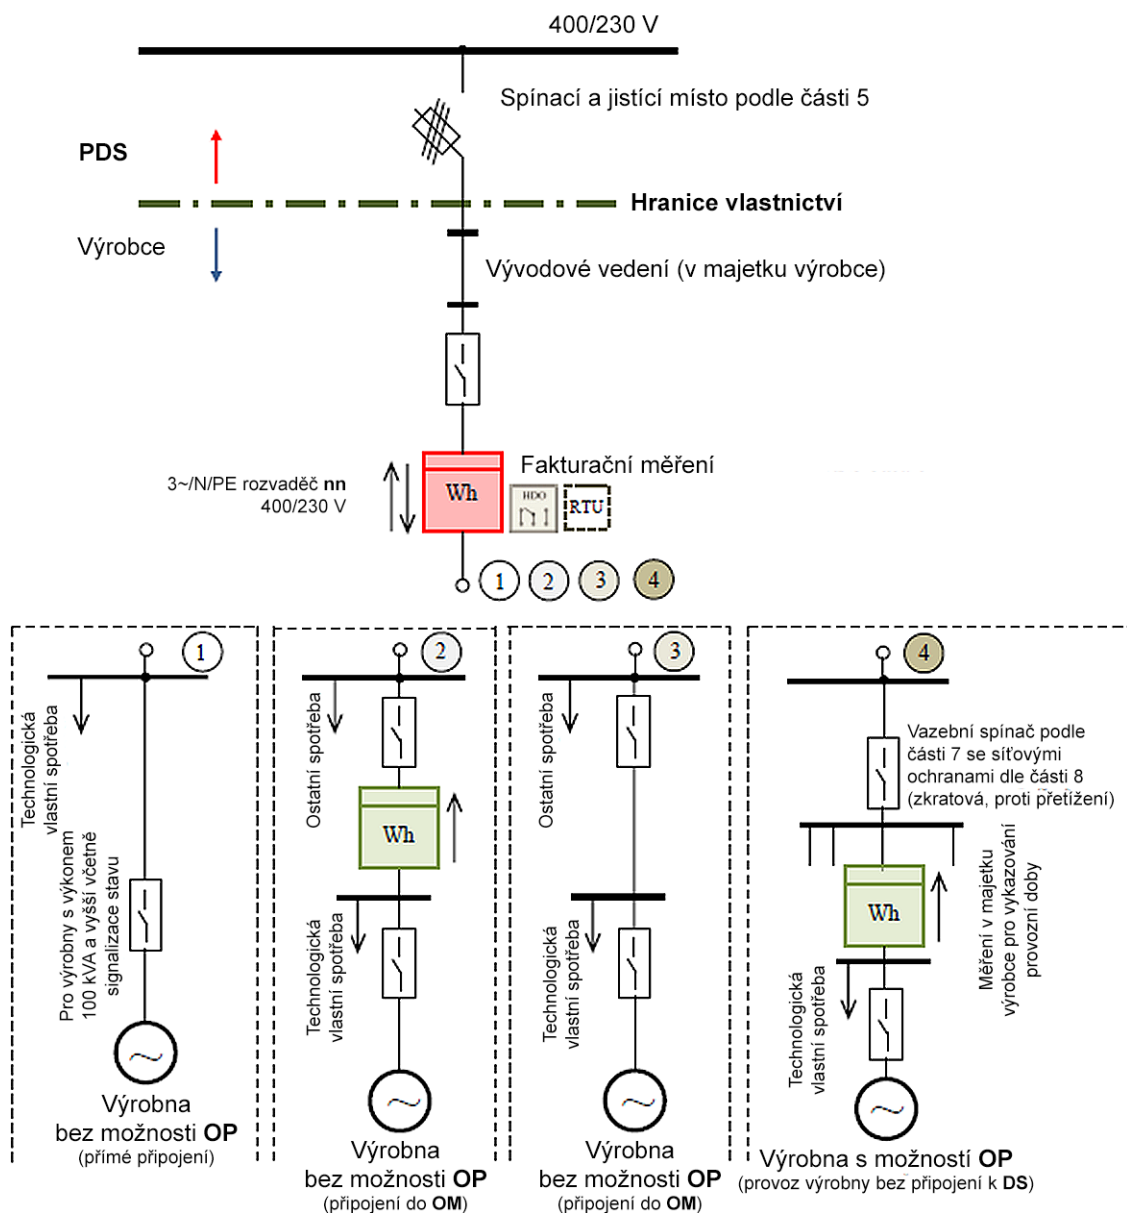 400/230 V
Spínací a jistící místo podle části 5
PDS
Hranice vlastnictví
Výrobce
Vývodové vedení (v majetku výrobce)
Fakturační měření
3~/N/PE rozvaděč nn
400/230 V
Wh
HDO
RTU
1
2
3
4
1
Technologická
vlastní spotřeba
Pro výrobny s výkonem
100 kVA a vyšší včetně
signalizace stavu
Výrobna
bez možnosti OP
(přímé připojení)
2
Ostatní spotřeba
Wh
Technologická
vlastní spotřeba
Výrobna
bez možnosti OP
(připojení do OM)
3
Ostatní spotřeba
Technologická
vlastní spotřeba
Výrobna
bez možnosti OP
(připojení do OM)
4
Vazební spínač podle
části 7 se síťovými
ochranami dle části 8
(zkratová, proti přetížení)
Wh
Měření v majetku
výrobce pro vykazování
provozní doby
Technologická
vlastní spotřeba
Výrobna s možností OP
(provoz výrobny bez připojení k DS)